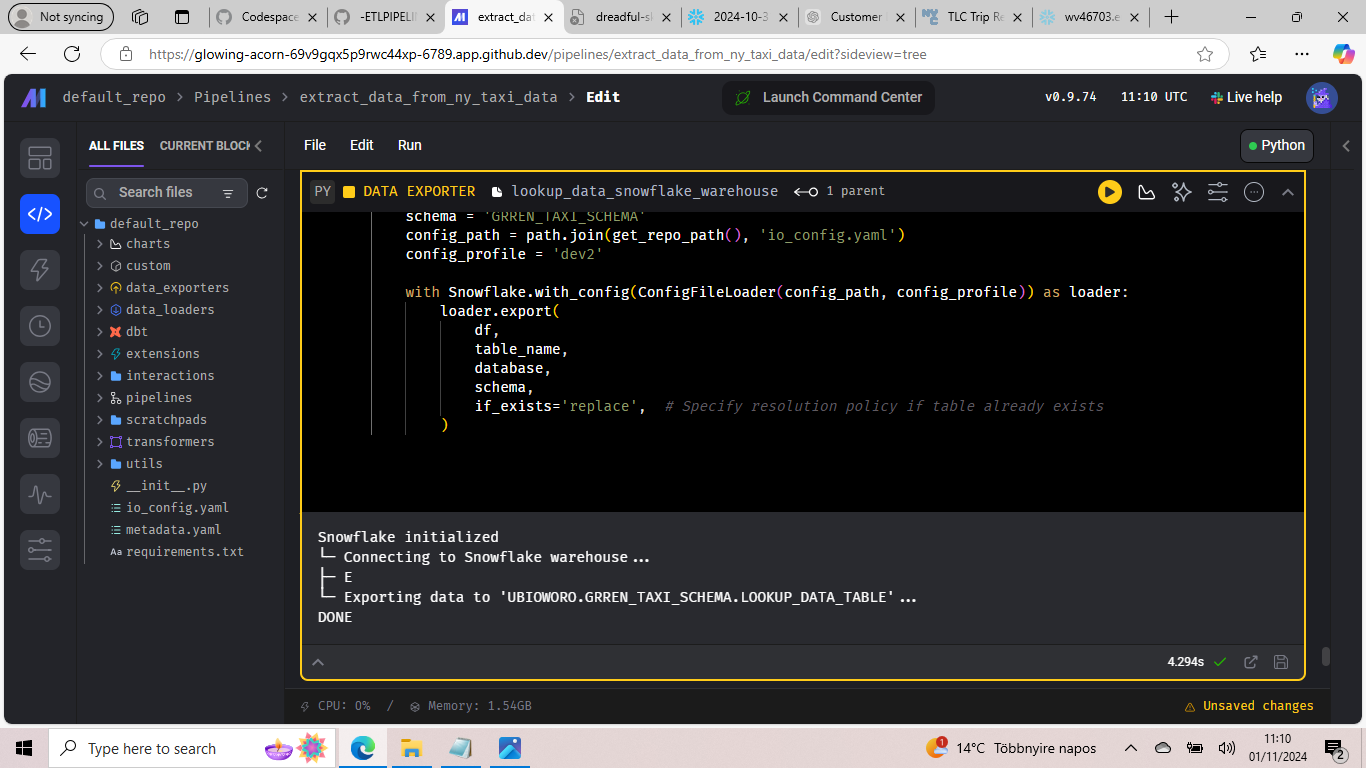 Not syncing
Codespace
-ETLPIPELI
extract_dat
dreadful-s
2024-10-3
Customer
TLC Trip Re
wv46703.e
https://glowing-acorn-69v9gqx5p9rwc44xp-6789.app.github.dev/pipelines/extract_data_from_ny_taxi_data/edit?sideview=tree
default_repo > Pipelines > extract_data_from_ny_taxi_data > Edit
Launch Command Center
v0.9.74
11:10 UTC
Live help
ALL FILES
CURRENT BLOCK
File
Edit
Run
Python
Search files
default_repo
charts
custom
data_exporters
data_loaders
dbt
extensions
interactions
pipelines
scratchpads
transformers
utils
__init__.py
io_config.yaml
metadata.yaml
Aa requirements.txt
PY DATA EXPORTER lookup_data_snowflake_warehouse 1 parent
schema = 'GRREN_TAXI_SCHEMA'
config_path = path.join(get_repo_path(), 'io_config.yaml')
config_profile = 'dev2'
with Snowflake.with_config(ConfigFileLoader(config_path, config_profile)) as loader:
loader.export(
df,
table_name,
database,
schema,
if_exists='replace', # Specify resolution policy if table already exists
)
Snowflake initialized
└─ Connecting to Snowflake warehouse...
├─ E
└─ Exporting data to 'UBIOWORO.GRREN_TAXI_SCHEMA.LOOKUP_DATA_TABLE'...
DONE
4.294s
CPU: 0% / Memory: 1.54GB
Unsaved changes
Type here to search
1
14°C Többnyire napos
11:10
01/11/2024
2